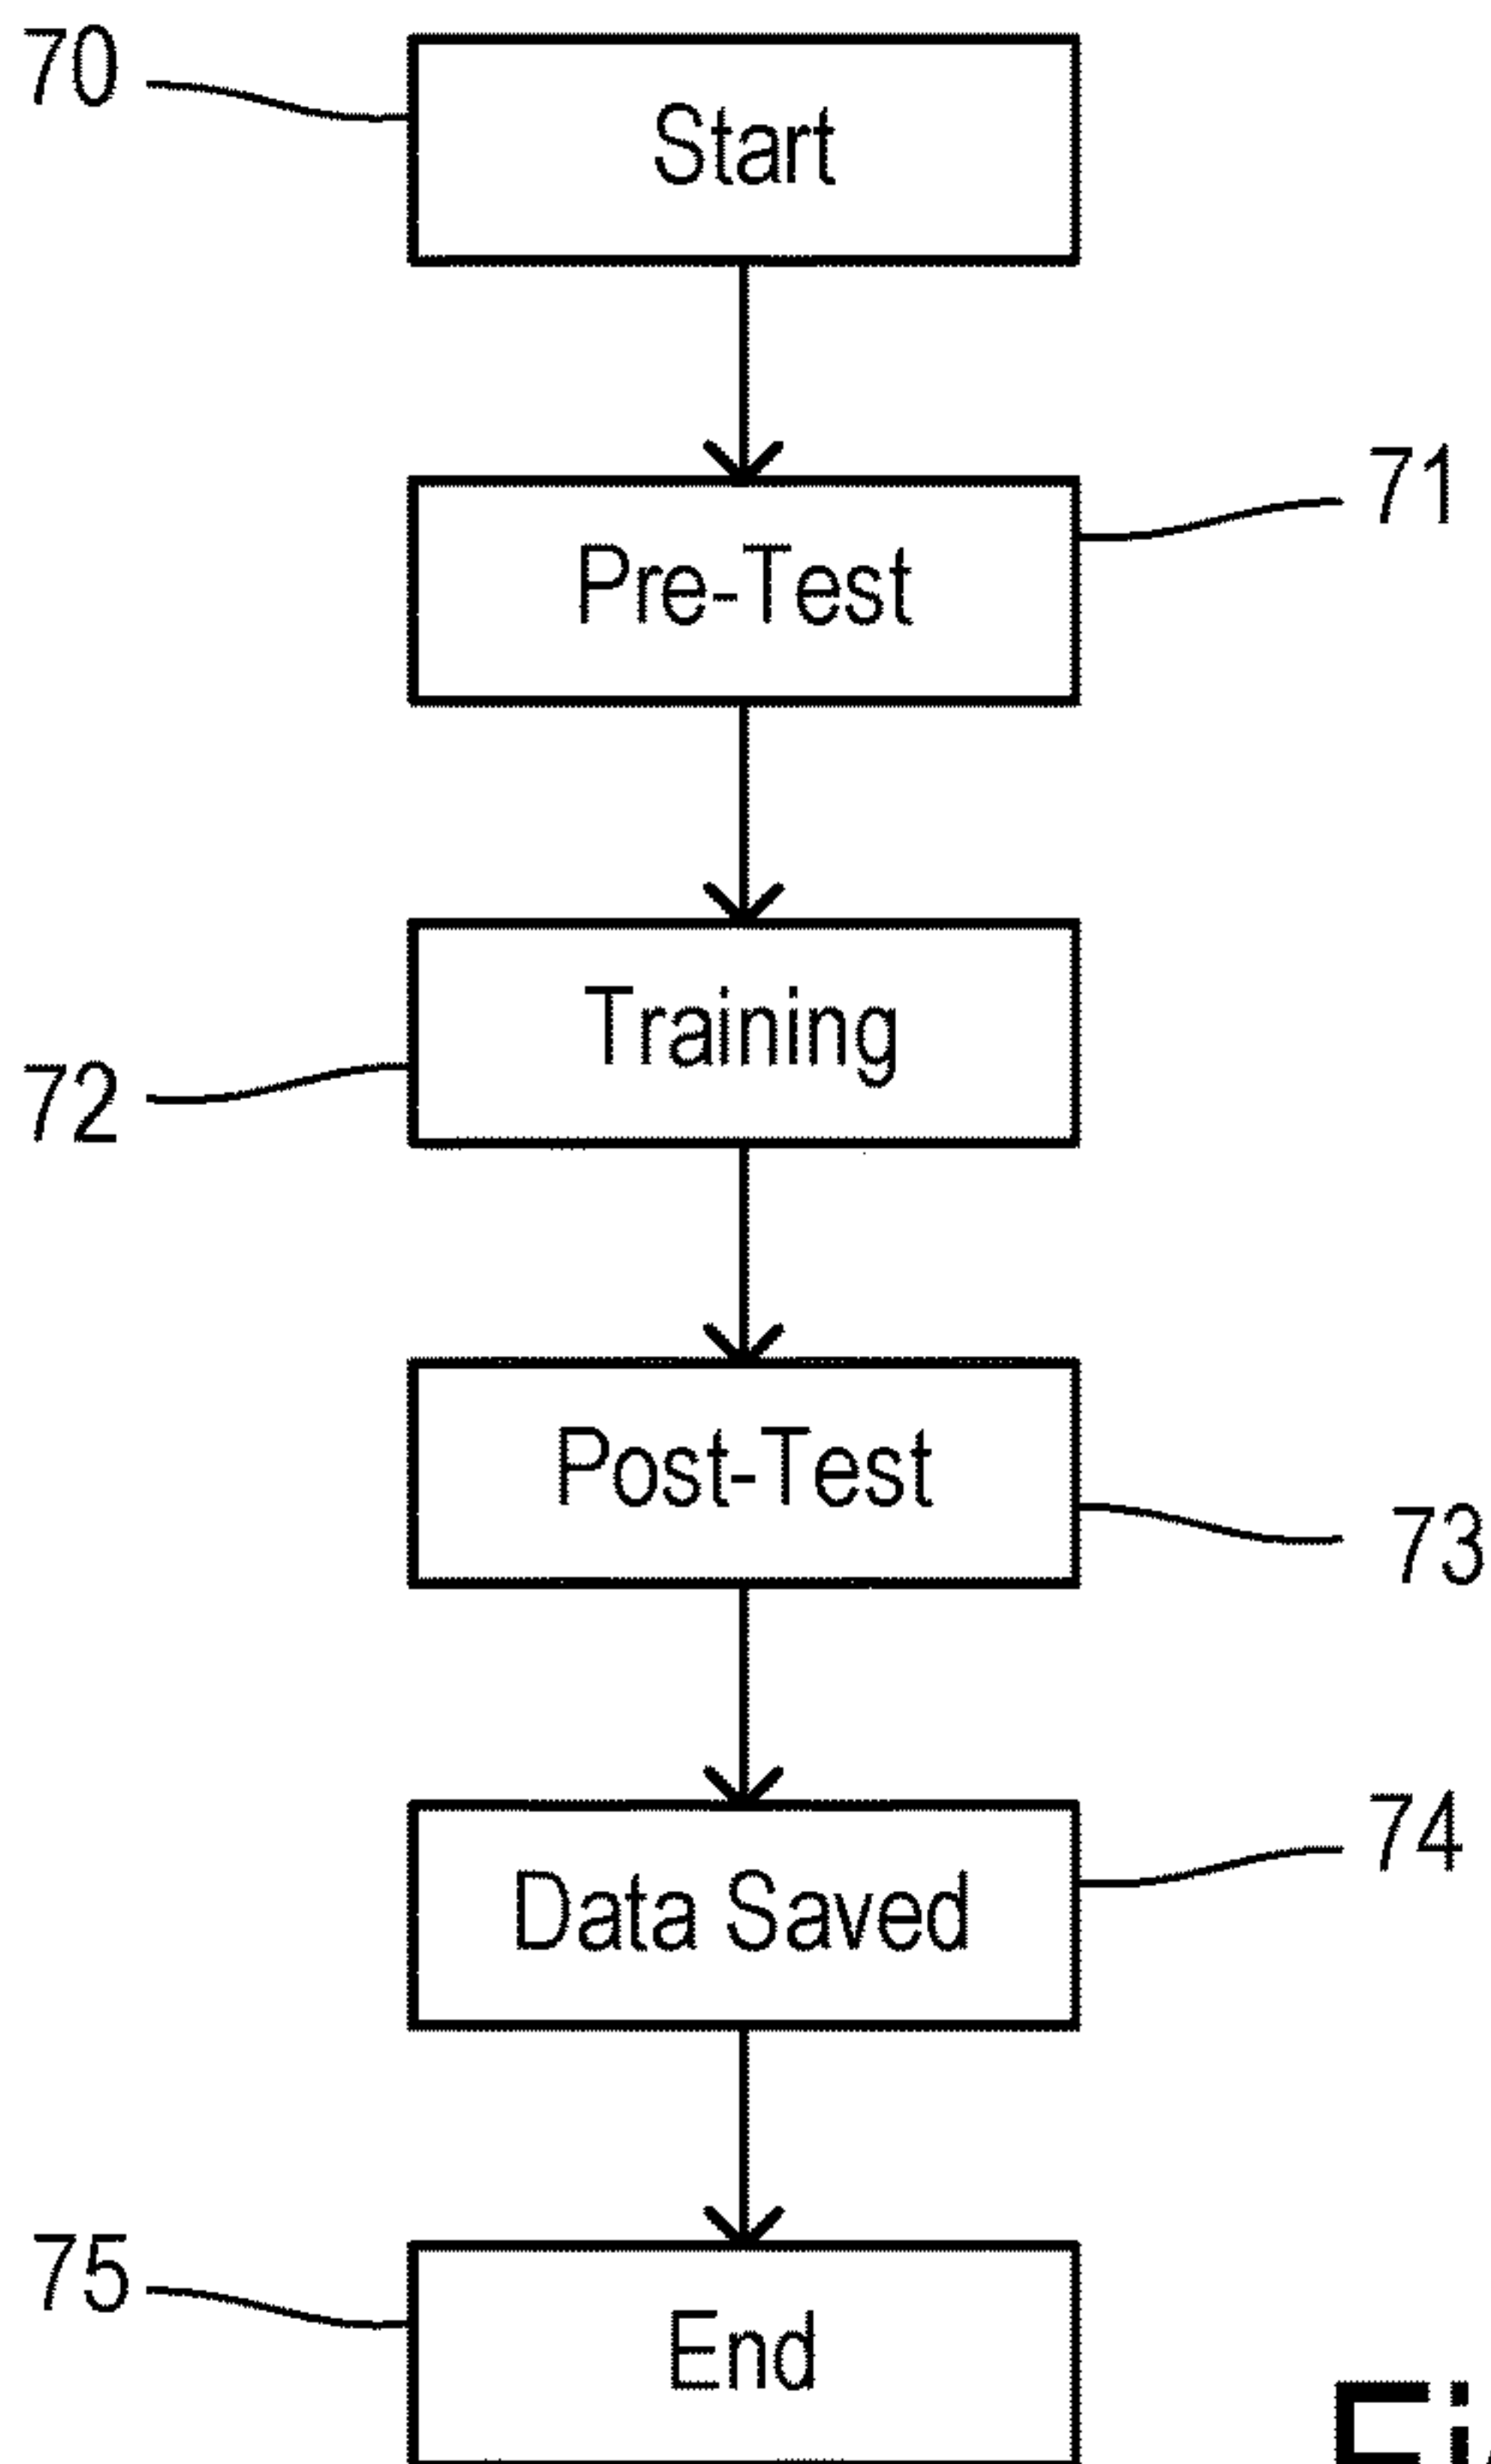 70
Start
71
Pre-Test
Training
72
Post-Test
73
74
Data Saved
75
End